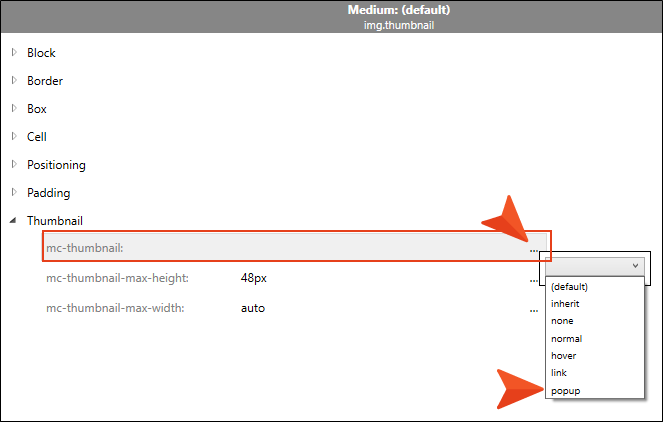 Medium: (default)
img.thumbnail
Block
Border
Box
Cell
Positioning
Padding
Thumbnail
mc-thumbnail: ...
mc-thumbnail-max-height: 48px ...
mc-thumbnail-max-width: auto ...
(default)
inherit
none
normal
hover
link
popup